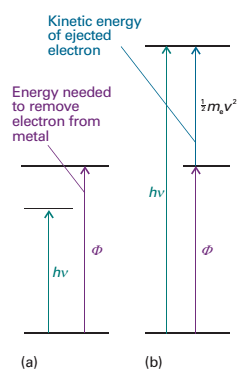 Kinetic energy
of ejected
electron
Energy needed
to remove
electron from
metal
½mₑv²
hν
Φ
hν
Φ
(a)
(b)